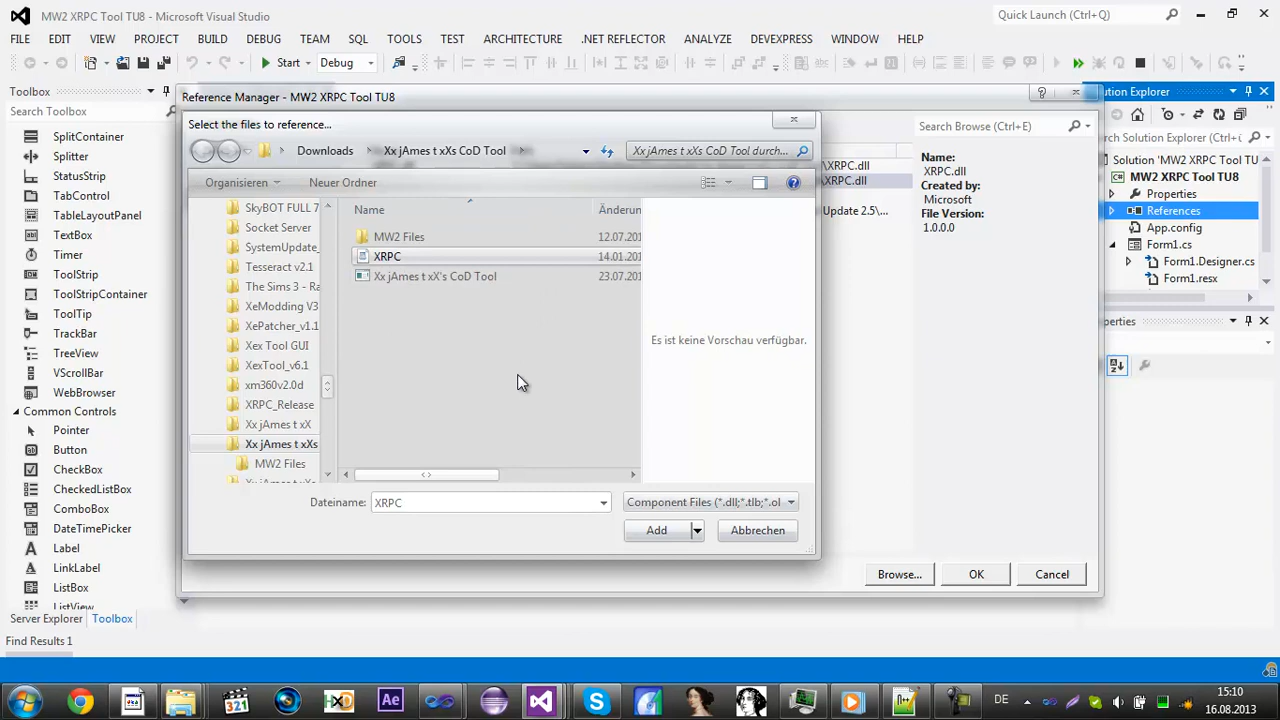 MW2 XRPC Tool TU8 - Microsoft Visual Studio
Quick Launch (Ctrl+Q)
FILE EDIT VIEW PROJECT BUILD DEBUG TEAM SQL TOOLS TEST ARCHITECTURE .NET REFLECTOR ANALYZE DEVEXPRESS WINDOW HELP
Start Debug
Toolbox
Search Toolbox
SplitContainer
Splitter
StatusStrip
TabControl
TableLayoutPanel
TextBox
Timer
ToolStrip
ToolStripContainer
ToolTip
TrackBar
TreeView
VScrollBar
WebBrowser
Common Controls
Pointer
Button
CheckBox
CheckedListBox
ComboBox
DateTimePicker
Label
LinkLabel
ListBox
ListView
Server Explorer Toolbox
Find Results 1
Reference Manager - MW2 XRPC Tool TU8
Select the files to reference...
Downloads Xx jAmes t xXs CoD Tool
Xx jAmes t xXs CoD Tool durch...
Organisieren Neuer Ordner
SkyBOT FULL 7
Socket Server
SystemUpdate_
Tesseract v2.1
The Sims 3 - Ra
XeModding V3
XePatcher_v1.1
Xex Tool GUI
XexTool_v6.1
xm360v2.0d
XRPC_Release
Xx jAmes t xX
Xx jAmes t xXs
MW2 Files
Name Änderun
MW2 Files 12.07.201
XRPC 14.01.201
Xx jAmes t xX's CoD Tool 23.07.201
Es ist keine Vorschau verfügbar.
Dateiname: XRPC
Component Files (*.dll;*.tlb;*.ol
Add Abbrechen
\XRPC.dll
\XRPC.dll
Update 2.5\...
Search Browse (Ctrl+E)
Name:
XRPC.dll
Created by:
Microsoft
File Version:
1.0.0.0
Browse... OK Cancel
ution Explorer
Search Solution Explorer (Ctrl+
Solution 'MW2 XRPC Tool TU
MW2 XRPC Tool TU8
Properties
References
App.config
Form1.cs
Form1.Designer.cs
Form1.resx
perties
321
Ae
DE
15:10
16.08.2013